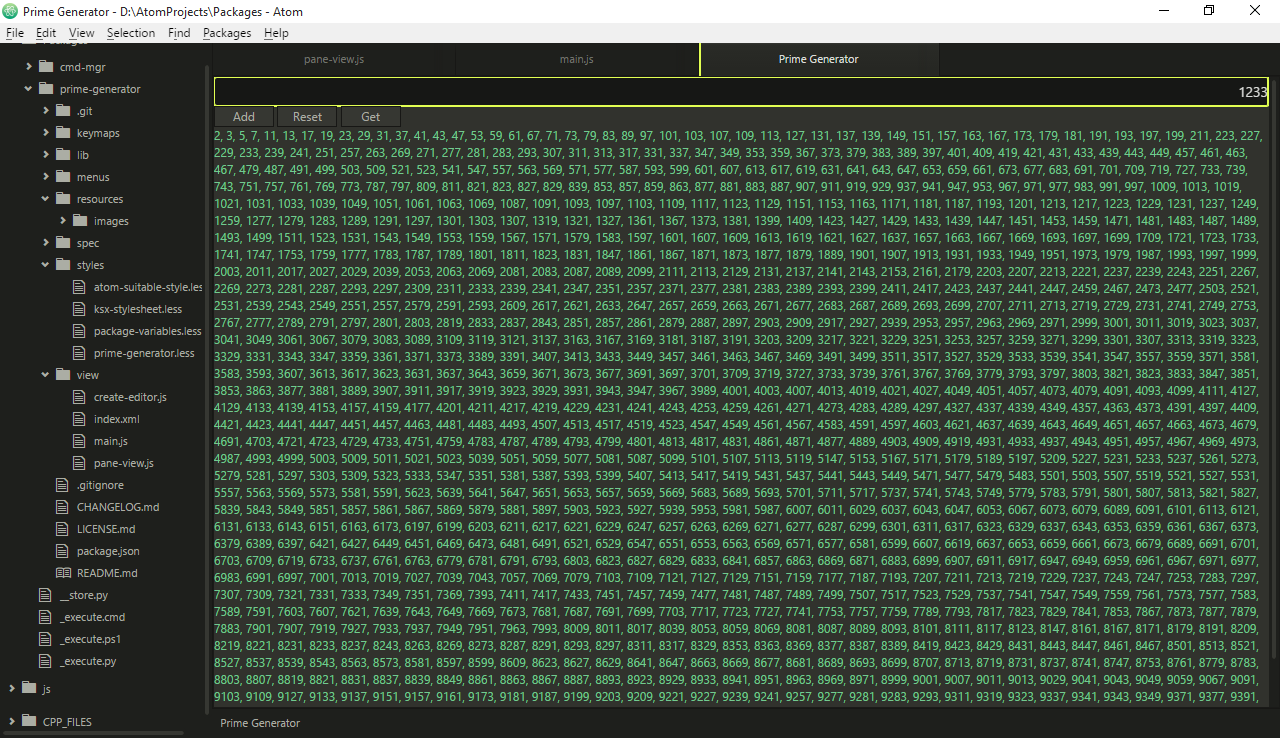 Prime Generator - D:\AtomProjects\Packages - Atom
File Edit View Selection Find Packages Help
cmd-mgr
prime-generator
.git
keymaps
lib
menus
resources
images
spec
styles
atom-suitable-style.les
ksx-stylesheet.less
package-variables.less
prime-generator.less
view
create-editor.js
index.xml
main.js
pane-view.js
.gitignore
CHANGELOG.md
LICENSE.md
package.json
README.md
__store.py
_execute.cmd
_execute.ps1
_execute.py
js
CPP_FILES
pane-view.js main.js Prime Generator
1233
Add Reset Get
2, 3, 5, 7, 11, 13, 17, 19, 23, 29, 31, 37, 41, 43, 47, 53, 59, 61, 67, 71, 73, 79, 83, 89, 97, 101, 103, 107, 109, 113, 127, 131, 137, 139, 149, 151, 157, 163, 167, 173, 179, 181, 191, 193, 197, 199, 211, 223, 227,
229, 233, 239, 241, 251, 257, 263, 269, 271, 277, 281, 283, 293, 307, 311, 313, 317, 331, 337, 347, 349, 353, 359, 367, 373, 379, 383, 389, 397, 401, 409, 419, 421, 431, 433, 439, 443, 449, 457, 461, 463,
467, 479, 487, 491, 499, 503, 509, 521, 523, 541, 547, 557, 563, 569, 571, 577, 587, 593, 599, 601, 607, 613, 617, 619, 631, 641, 643, 647, 653, 659, 661, 673, 677, 683, 691, 701, 709, 719, 727, 733, 739,
743, 751, 757, 761, 769, 773, 787, 797, 809, 811, 821, 823, 827, 829, 839, 853, 857, 859, 863, 877, 881, 883, 887, 907, 911, 919, 929, 937, 941, 947, 953, 967, 971, 977, 983, 991, 997, 1009, 1013, 1019,
1021, 1031, 1033, 1039, 1049, 1051, 1061, 1063, 1069, 1087, 1091, 1093, 1097, 1103, 1109, 1117, 1123, 1129, 1151, 1153, 1163, 1171, 1181, 1187, 1193, 1201, 1213, 1217, 1223, 1229, 1231, 1237, 1249,
1259, 1277, 1279, 1283, 1289, 1291, 1297, 1301, 1303, 1307, 1319, 1321, 1327, 1361, 1367, 1373, 1381, 1399, 1409, 1423, 1427, 1429, 1433, 1439, 1447, 1451, 1453, 1459, 1471, 1481, 1483, 1487, 1489,
1493, 1499, 1511, 1523, 1531, 1543, 1549, 1553, 1559, 1567, 1571, 1579, 1583, 1597, 1601, 1607, 1609, 1613, 1619, 1621, 1627, 1637, 1657, 1663, 1667, 1669, 1693, 1697, 1699, 1709, 1721, 1723, 1733,
1741, 1747, 1753, 1759, 1777, 1783, 1787, 1789, 1801, 1811, 1823, 1831, 1847, 1861, 1867, 1871, 1873, 1877, 1879, 1889, 1901, 1907, 1913, 1931, 1933, 1949, 1951, 1973, 1979, 1987, 1993, 1997, 1999,
2003, 2011, 2017, 2027, 2029, 2039, 2053, 2063, 2069, 2081, 2083, 2087, 2089, 2099, 2111, 2113, 2129, 2131, 2137, 2141, 2143, 2153, 2161, 2179, 2203, 2207, 2213, 2221, 2237, 2239, 2243, 2251, 2267,
2269, 2273, 2281, 2287, 2293, 2297, 2309, 2311, 2333, 2339, 2341, 2347, 2351, 2357, 2371, 2377, 2381, 2383, 2389, 2393, 2399, 2411, 2417, 2423, 2437, 2441, 2447, 2459, 2467, 2473, 2477, 2503, 2521,
2531, 2539, 2543, 2549, 2551, 2557, 2579, 2591, 2593, 2609, 2617, 2621, 2633, 2647, 2657, 2659, 2663, 2671, 2677, 2683, 2687, 2689, 2693, 2699, 2707, 2711, 2713, 2719, 2729, 2731, 2741, 2749, 2753,
2767, 2777, 2789, 2791, 2797, 2801, 2803, 2819, 2833, 2837, 2843, 2851, 2857, 2861, 2879, 2887, 2897, 2903, 2909, 2917, 2927, 2939, 2953, 2957, 2963, 2969, 2971, 2999, 3001, 3011, 3019, 3023, 3037,
3041, 3049, 3061, 3067, 3079, 3083, 3089, 3109, 3119, 3121, 3137, 3163, 3167, 3169, 3181, 3187, 3191, 3203, 3209, 3217, 3221, 3229, 3251, 3253, 3257, 3259, 3271, 3299, 3301, 3307, 3313, 3319, 3323,
3329, 3331, 3343, 3347, 3359, 3361, 3371, 3373, 3389, 3391, 3407, 3413, 3433, 3449, 3457, 3461, 3463, 3467, 3469, 3491, 3499, 3511, 3517, 3527, 3529, 3533, 3539, 3541, 3547, 3557, 3559, 3571, 3581,
3583, 3593, 3607, 3613, 3617, 3623, 3631, 3637, 3643, 3659, 3671, 3673, 3677, 3691, 3697, 3701, 3709, 3719, 3727, 3733, 3739, 3761, 3767, 3769, 3779, 3793, 3797, 3803, 3821, 3823, 3833, 3847, 3851,
3853, 3863, 3877, 3881, 3889, 3907, 3911, 3917, 3919, 3923, 3929, 3931, 3943, 3947, 3967, 3989, 4001, 4003, 4007, 4013, 4019, 4021, 4027, 4049, 4051, 4057, 4073, 4079, 4091, 4093, 4099, 4111, 4127,
4129, 4133, 4139, 4153, 4157, 4159, 4177, 4201, 4211, 4217, 4219, 4229, 4231, 4241, 4243, 4253, 4259, 4261, 4271, 4273, 4283, 4289, 4297, 4327, 4337, 4339, 4349, 4357, 4363, 4373, 4391, 4397, 4409,
4421, 4423, 4441, 4447, 4451, 4457, 4463, 4481, 4483, 4493, 4507, 4513, 4517, 4519, 4523, 4547, 4549, 4561, 4567, 4583, 4591, 4597, 4603, 4621, 4637, 4639, 4643, 4649, 4651, 4657, 4663, 4673, 4679,
4691, 4703, 4721, 4723, 4729, 4733, 4751, 4759, 4783, 4787, 4789, 4793, 4799, 4801, 4813, 4817, 4831, 4861, 4871, 4877, 4889, 4903, 4909, 4919, 4931, 4933, 4937, 4943, 4951, 4957, 4967, 4969, 4973,
4987, 4993, 4999, 5003, 5009, 5011, 5021, 5023, 5039, 5051, 5059, 5077, 5081, 5087, 5099, 5101, 5107, 5113, 5119, 5147, 5153, 5167, 5171, 5179, 5189, 5197, 5209, 5227, 5231, 5233, 5237, 5261, 5273,
5279, 5281, 5297, 5303, 5309, 5323, 5333, 5347, 5351, 5381, 5387, 5393, 5399, 5407, 5413, 5417, 5419, 5431, 5437, 5441, 5443, 5449, 5471, 5477, 5479, 5483, 5501, 5503, 5507, 5519, 5521, 5527, 5531,
5557, 5563, 5569, 5573, 5581, 5591, 5623, 5639, 5641, 5647, 5651, 5653, 5657, 5659, 5669, 5683, 5689, 5693, 5701, 5711, 5717, 5737, 5741, 5743, 5749, 5779, 5783, 5791, 5801, 5807, 5813, 5821, 5827,
5839, 5843, 5849, 5851, 5857, 5861, 5867, 5869, 5879, 5881, 5897, 5903, 5923, 5927, 5939, 5953, 5981, 5987, 6007, 6011, 6029, 6037, 6043, 6047, 6053, 6067, 6073, 6079, 6089, 6091, 6101, 6113, 6121,
6131, 6133, 6143, 6151, 6163, 6173, 6197, 6199, 6203, 6211, 6217, 6221, 6229, 6247, 6257, 6263, 6269, 6271, 6277, 6287, 6299, 6301, 6311, 6317, 6323, 6329, 6337, 6343, 6353, 6359, 6361, 6367, 6373,
6379, 6389, 6397, 6421, 6427, 6449, 6451, 6469, 6473, 6481, 6491, 6521, 6529, 6547, 6551, 6553, 6563, 6569, 6571, 6577, 6581, 6599, 6607, 6619, 6637, 6653, 6659, 6661, 6673, 6679, 6689, 6691, 6701,
6703, 6709, 6719, 6733, 6737, 6761, 6763, 6779, 6781, 6791, 6793, 6803, 6823, 6827, 6829, 6833, 6841, 6857, 6863, 6869, 6871, 6883, 6899, 6907, 6911, 6917, 6947, 6949, 6959, 6961, 6967, 6971, 6977,
6983, 6991, 6997, 7001, 7013, 7019, 7027, 7039, 7043, 7057, 7069, 7079, 7103, 7109, 7121, 7127, 7129, 7151, 7159, 7177, 7187, 7193, 7207, 7211, 7213, 7219, 7229, 7237, 7243, 7247, 7253, 7283, 7297,
7307, 7309, 7321, 7331, 7333, 7349, 7351, 7369, 7393, 7411, 7417, 7433, 7451, 7457, 7459, 7477, 7481, 7487, 7489, 7499, 7507, 7517, 7523, 7529, 7537, 7541, 7547, 7549, 7559, 7561, 7573, 7577, 7583,
7589, 7591, 7603, 7607, 7621, 7639, 7643, 7649, 7669, 7673, 7681, 7687, 7691, 7699, 7703, 7717, 7723, 7727, 7741, 7753, 7757, 7759, 7789, 7793, 7817, 7823, 7829, 7841, 7853, 7867, 7873, 7877, 7879,
7883, 7901, 7907, 7919, 7927, 7933, 7937, 7949, 7951, 7963, 7993, 8009, 8011, 8017, 8039, 8053, 8059, 8069, 8081, 8087, 8089, 8093, 8101, 8111, 8117, 8123, 8147, 8161, 8167, 8171, 8179, 8191, 8209,
8219, 8221, 8231, 8233, 8237, 8243, 8263, 8269, 8273, 8287, 8291, 8293, 8297, 8311, 8317, 8329, 8353, 8363, 8369, 8377, 8387, 8389, 8419, 8423, 8429, 8431, 8443, 8447, 8461, 8467, 8501, 8513, 8521,
8527, 8537, 8539, 8543, 8563, 8573, 8581, 8597, 8599, 8609, 8623, 8627, 8629, 8641, 8647, 8663, 8669, 8677, 8681, 8689, 8693, 8699, 8707, 8713, 8719, 8731, 8737, 8741, 8747, 8753, 8761, 8779, 8783,
8803, 8807, 8819, 8821, 8831, 8837, 8839, 8849, 8861, 8863, 8867, 8887, 8893, 8923, 8929, 8933, 8941, 8951, 8963, 8969, 8971, 8999, 9001, 9007, 9011, 9013, 9029, 9041, 9043, 9049, 9059, 9067, 9091,
9103, 9109, 9127, 9133, 9137, 9151, 9157, 9161, 9173, 9181, 9187, 9199, 9203, 9209, 9221, 9227, 9239, 9241, 9257, 9277, 9281, 9283, 9293, 9311, 9319, 9323, 9337, 9341, 9343, 9349, 9371, 9377, 9391,
Prime Generator